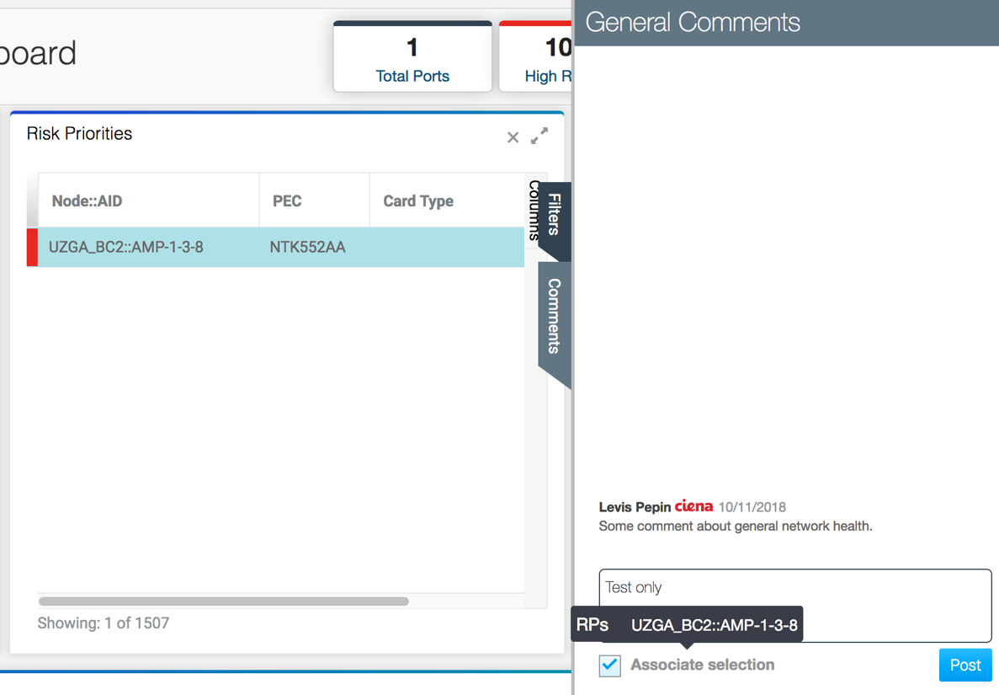 General Comments
board
1
Total Ports
10
High R
Risk Priorities
Node::AID
PEC
Card Type
Columns
Filters
UZGA_BC2::AMP-1-3-8
NTK552AA
Comments
Levis Pepin ciena 10/11/2018
Some comment about general network health.
Test only
RPs UZGA_BC2::AMP-1-3-8
Showing: 1 of 1507
Associate selection
Post